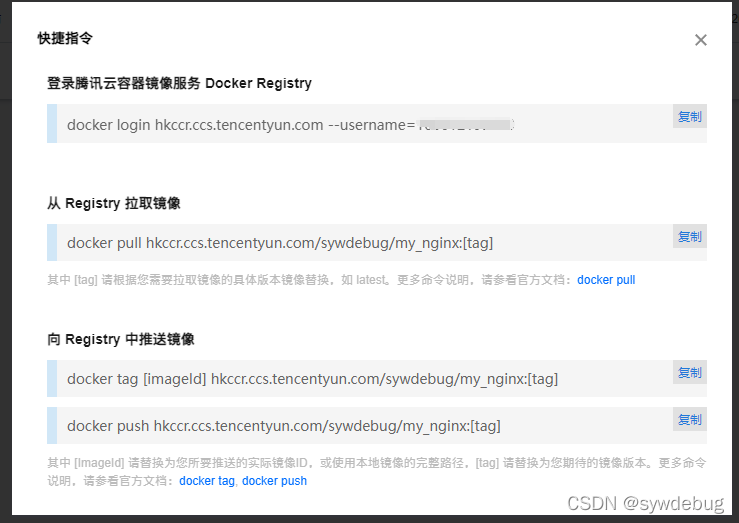 快捷指令
登录腾讯云容器镜像服务 Docker Registry
docker login hkccr.ccs.tencentyun.com --username=
复制
从 Registry 拉取镜像
docker pull hkccr.ccs.tencentyun.com/sywdebug/my_nginx:[tag]
复制
其中 [tag] 请根据您需要拉取镜像的具体版本镜像替换，如 latest。更多命令说明，请参看官方文档：docker pull
向 Registry 中推送镜像
docker tag [imageId] hkccr.ccs.tencentyun.com/sywdebug/my_nginx:[tag]
复制
docker push hkccr.ccs.tencentyun.com/sywdebug/my_nginx:[tag]
复制
其中 [ImageId] 请替换为您所要推送的实际镜像ID，或使用本地镜像的完整路径，[tag] 请替换为您期待的镜像版本。更多命令
说明，请参看官方文档：docker tag, docker push
CSDN @sywdebug